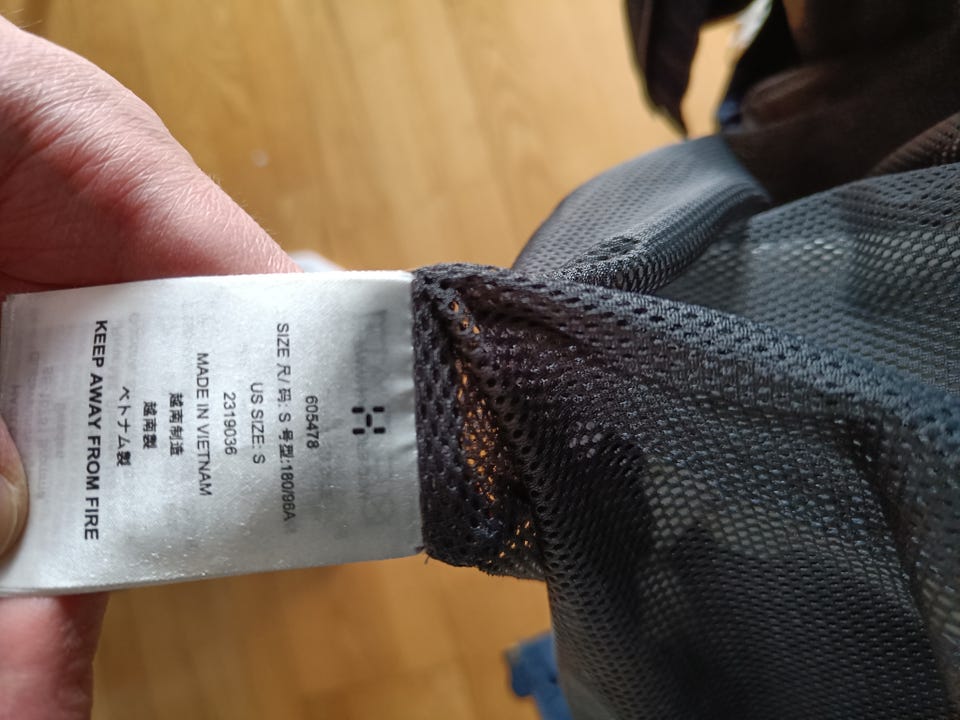 605478
SIZE 尺/码: S 号型:180/96A
US SIZE: S
2319036
MADE IN VIETNAM
越南制造
越南製
ベトナム製
KEEP AWAY FROM FIRE